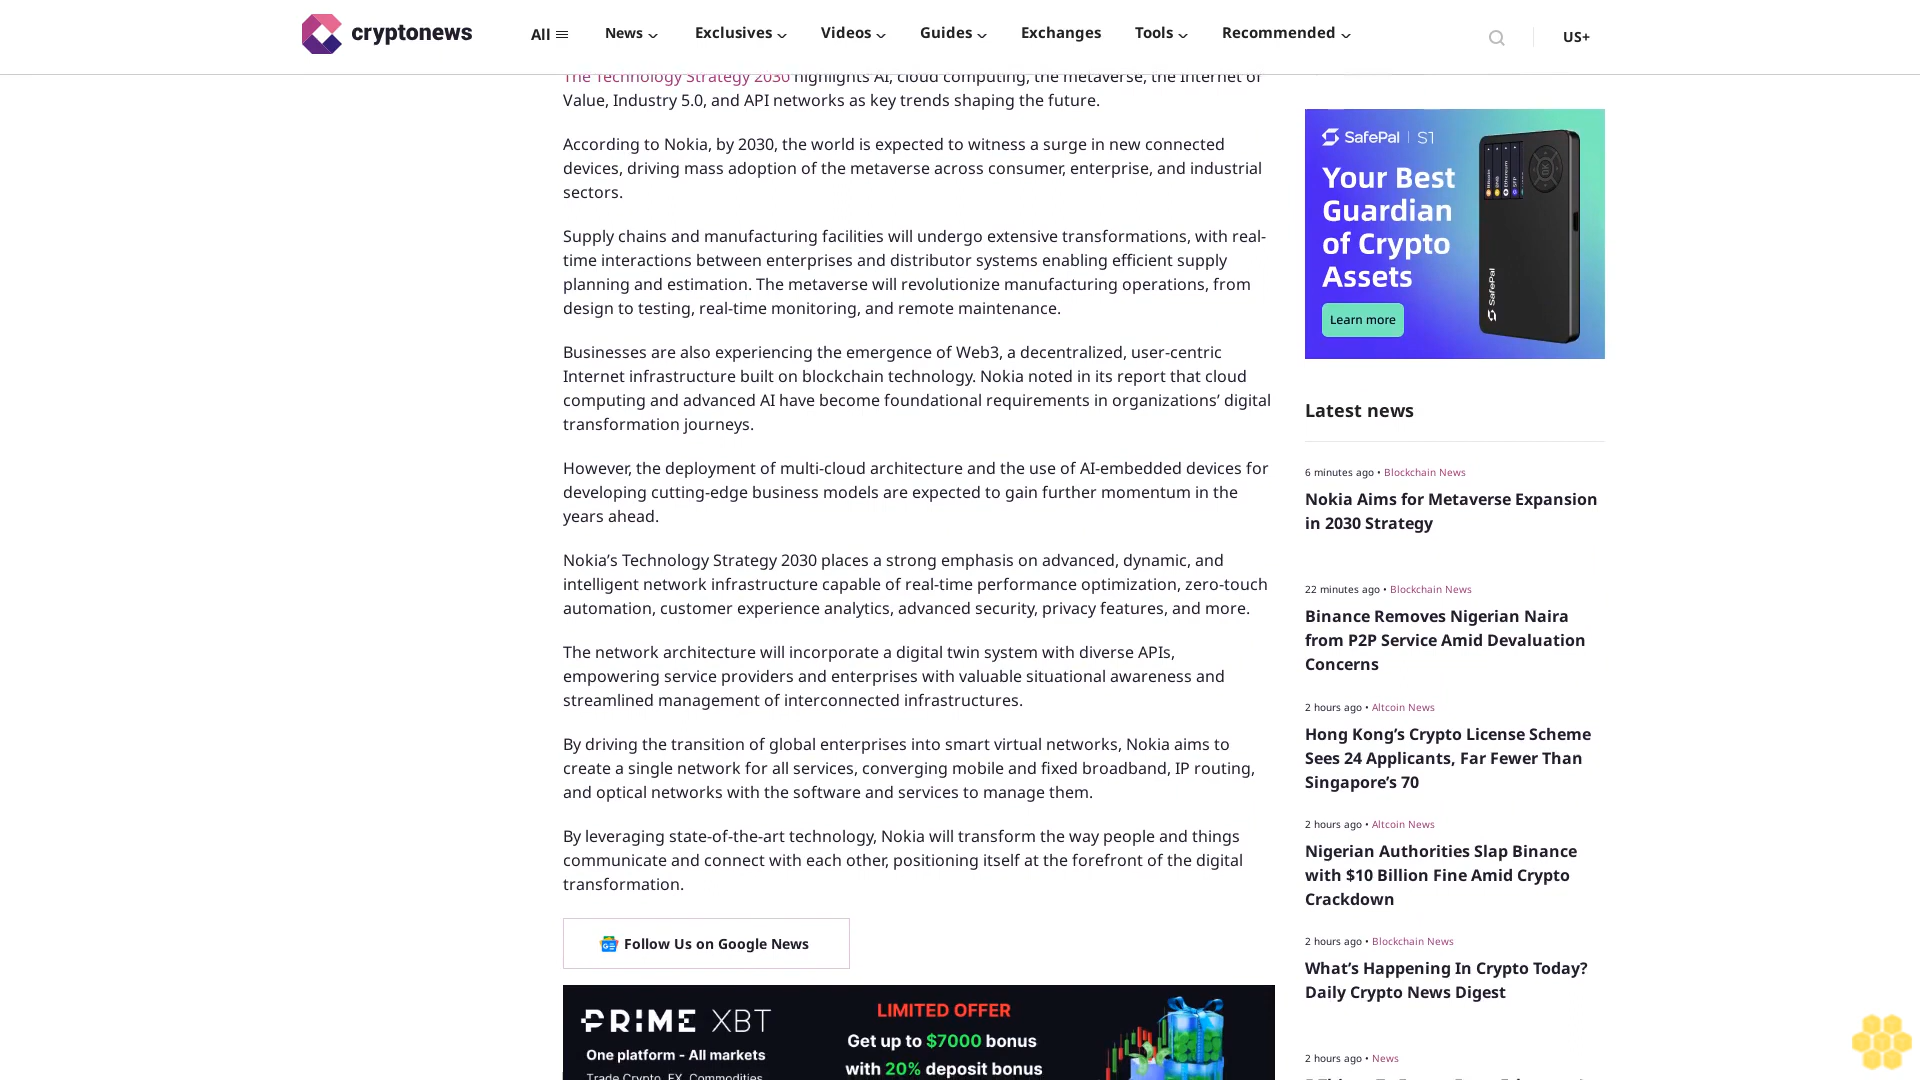 cryptonews
All
News
Exclusives
Videos
Guides
Exchanges
Tools
Recommended
US+
The Technology Strategy 2030 highlights AI, cloud computing, the metaverse, the Internet of
Value, Industry 5.0, and API networks as key trends shaping the future.
According to Nokia, by 2030, the world is expected to witness a surge in new connected
devices, driving mass adoption of the metaverse across consumer, enterprise, and industrial
sectors.
Supply chains and manufacturing facilities will undergo extensive transformations, with real-
time interactions between enterprises and distributor systems enabling efficient supply
planning and estimation. The metaverse will revolutionize manufacturing operations, from
design to testing, real-time monitoring, and remote maintenance.
Businesses are also experiencing the emergence of Web3, a decentralized, user-centric
Internet infrastructure built on blockchain technology. Nokia noted in its report that cloud
computing and advanced AI have become foundational requirements in organizations’ digital
transformation journeys.
However, the deployment of multi-cloud architecture and the use of AI-embedded devices for
developing cutting-edge business models are expected to gain further momentum in the
years ahead.
Nokia’s Technology Strategy 2030 places a strong emphasis on advanced, dynamic, and
intelligent network infrastructure capable of real-time performance optimization, zero-touch
automation, customer experience analytics, advanced security, privacy features, and more.
The network architecture will incorporate a digital twin system with diverse APIs,
empowering service providers and enterprises with valuable situational awareness and
streamlined management of interconnected infrastructures.
By driving the transition of global enterprises into smart virtual networks, Nokia aims to
create a single network for all services, converging mobile and fixed broadband, IP routing,
and optical networks with the software and services to manage them.
By leveraging state-of-the-art technology, Nokia will transform the way people and things
communicate and connect with each other, positioning itself at the forefront of the digital
transformation.
Follow Us on Google News
PRIME XBT
One platform - All markets
Trade Crypto, FX, Commodities
LIMITED OFFER
Get up to $7000 bonus
with 20% deposit bonus
SafePal | S1
Your Best
Guardian
of Crypto
Assets
Learn more
SafePal
Latest news
6 minutes ago • Blockchain News
Nokia Aims for Metaverse Expansion
in 2030 Strategy
22 minutes ago • Blockchain News
Binance Removes Nigerian Naira
from P2P Service Amid Devaluation
Concerns
2 hours ago • Altcoin News
Hong Kong’s Crypto License Scheme
Sees 24 Applicants, Far Fewer Than
Singapore’s 70
2 hours ago • Altcoin News
Nigerian Authorities Slap Binance
with $10 Billion Fine Amid Crypto
Crackdown
2 hours ago • Blockchain News
What’s Happening In Crypto Today?
Daily Crypto News Digest
2 hours ago • News